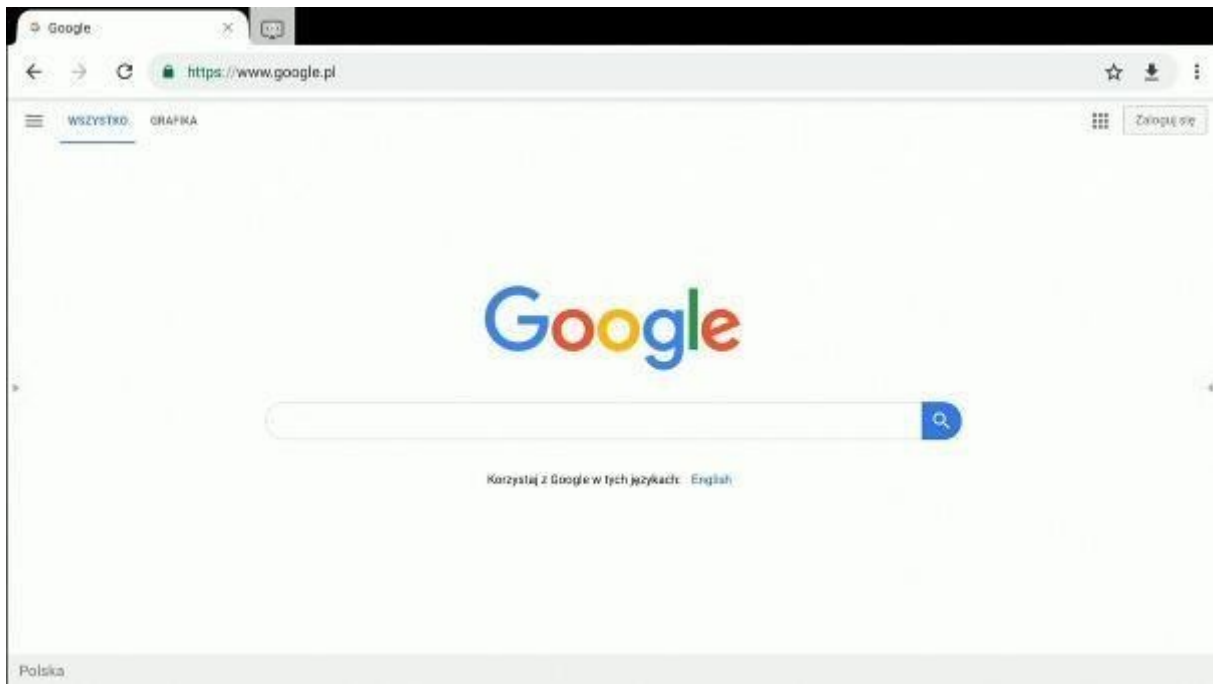 Google
https://www.google.pl
WSZYSTKO GRAFIKA
Zaloguj się
Google
Korzystaj z Google w tych językach: English
Polska